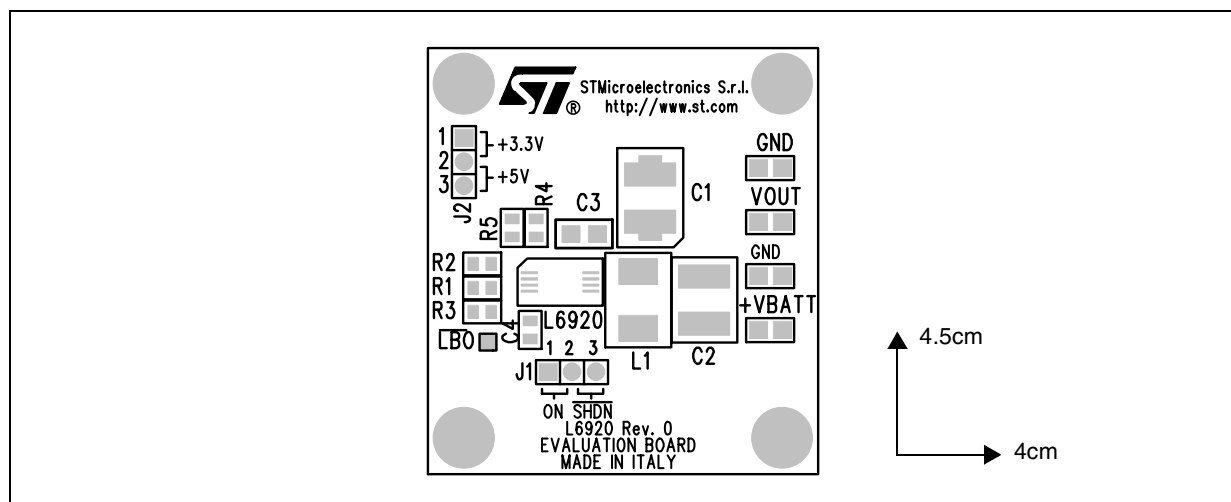 ST®
STMicroelectronics S.r.l.
http://www.st.com
1
2
3
+3.3V
+5V
J2
R5
R4
C3
C1
GND
VOUT
GND
+VBATT
R2
R1
R3
LBO
C4
L6920
L1
C2
J1
1 2 3
ON SHDN
L6920 Rev. 0
EVALUATION BOARD
MADE IN ITALY
4.5cm
4cm